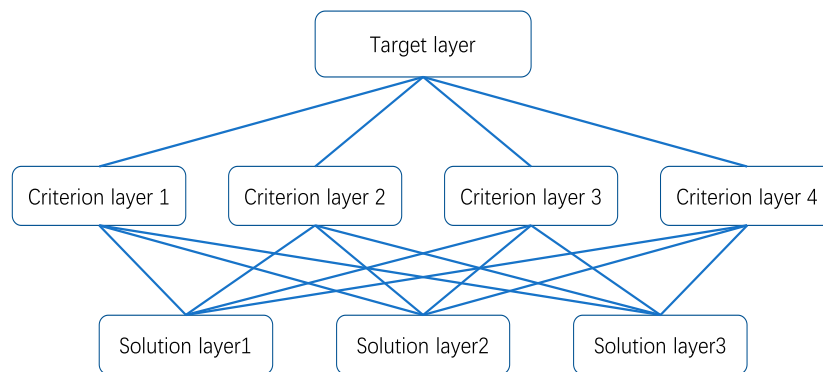 Target layer
Criterion layer 1
Criterion layer 2
Criterion layer 3
Criterion layer 4
Solution layer1
Solution layer2
Solution layer3